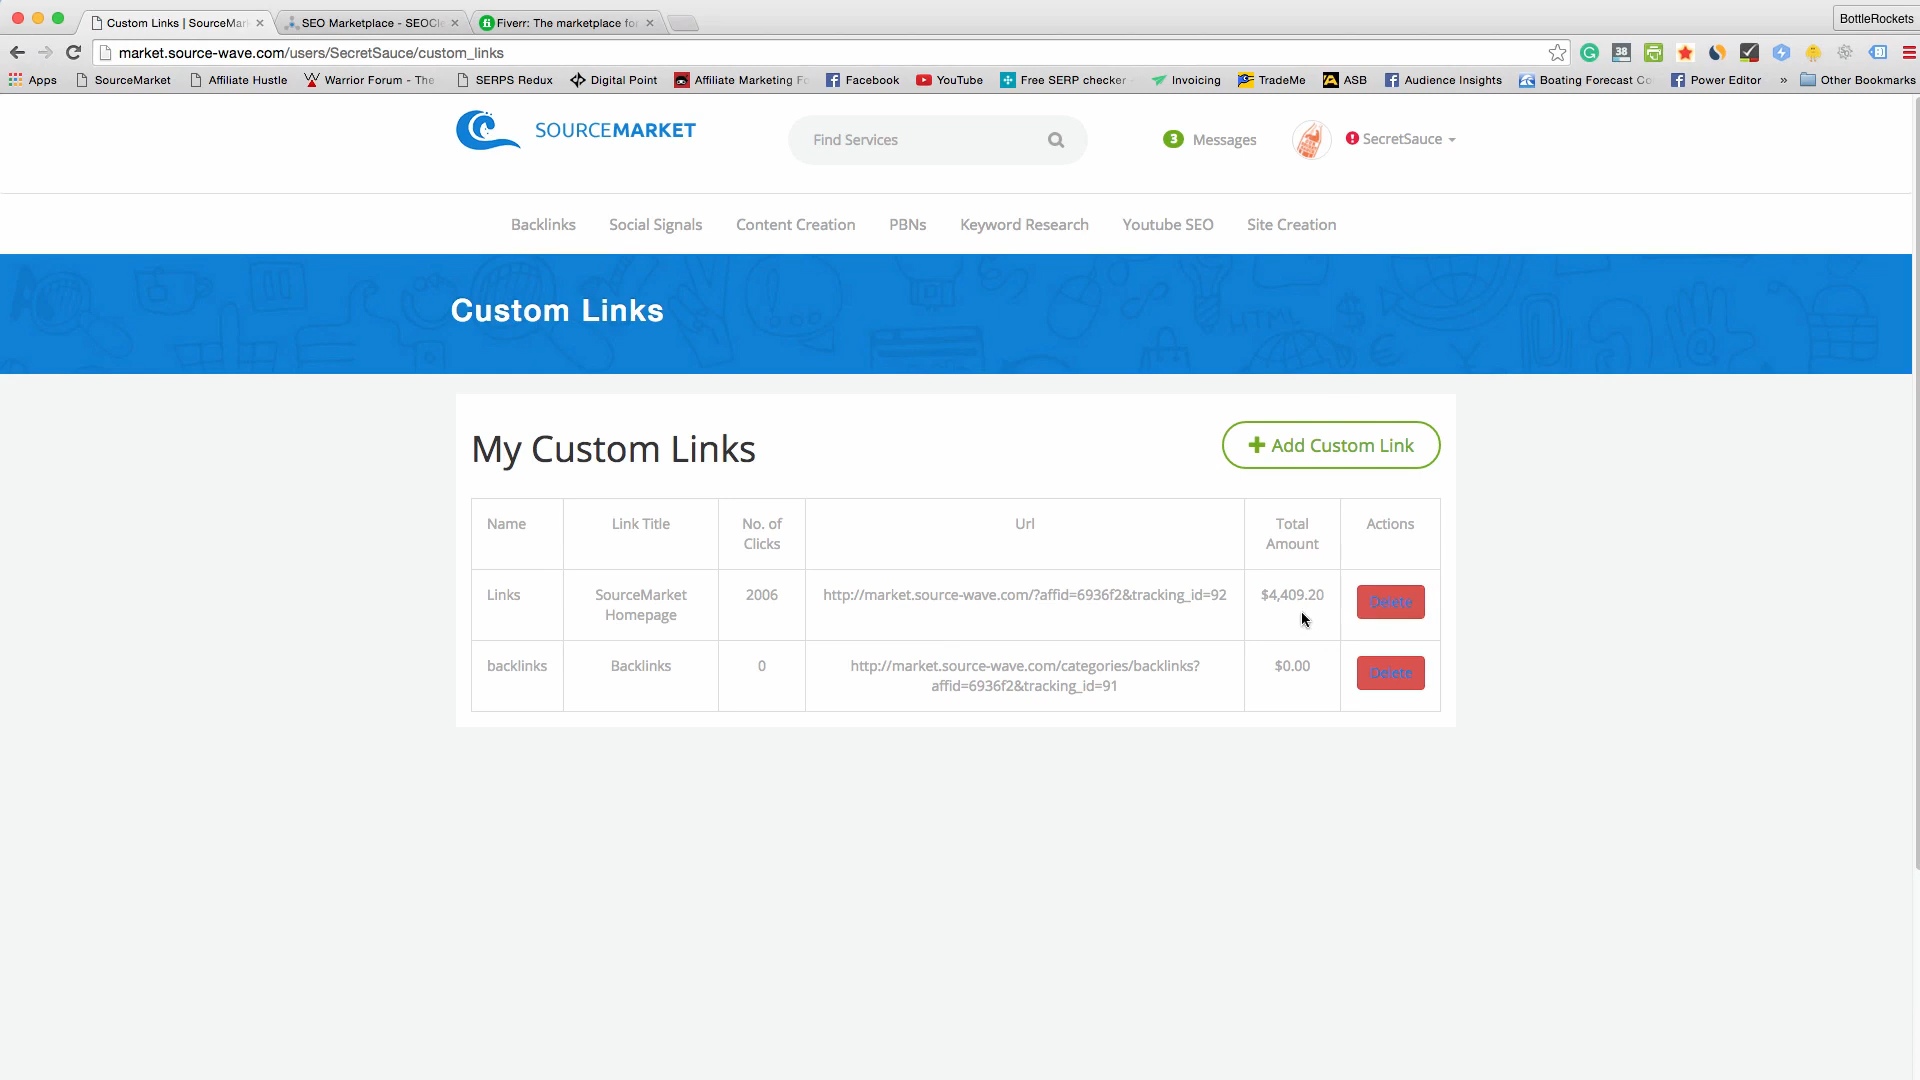 Custom Links | SourceMar
SEO Marketplace - SEOCl
Fiverr: The marketplace for
BottleRockets
market.source-wave.com/users/SecretSauce/custom_links
38
Apps
SourceMarket
Affiliate Hustle
Warrior Forum - The
SERPS Redux
Digital Point
Affiliate Marketing Fo
Facebook
YouTube
Free SERP checker
Invoicing
TradeMe
ASB
Audience Insights
Boating Forecast Co
Power Editor
»
Other Bookmarks
SOURCEMARKET
Find Services
3 Messages
SecretSauce
Backlinks
Social Signals
Content Creation
PBNs
Keyword Research
Youtube SEO
Site Creation
Custom Links
My Custom Links
Add Custom Link
Name
Link Title
No. of
Clicks
Url
Total
Amount
Actions
Links
SourceMarket
Homepage
2006
http://market.source-wave.com/?affid=6936f2&tracking_id=92
$4,409.20
Delete
backlinks
Backlinks
0
http://market.source-wave.com/categories/backlinks?
affid=6936f2&tracking_id=91
$0.00
Delete